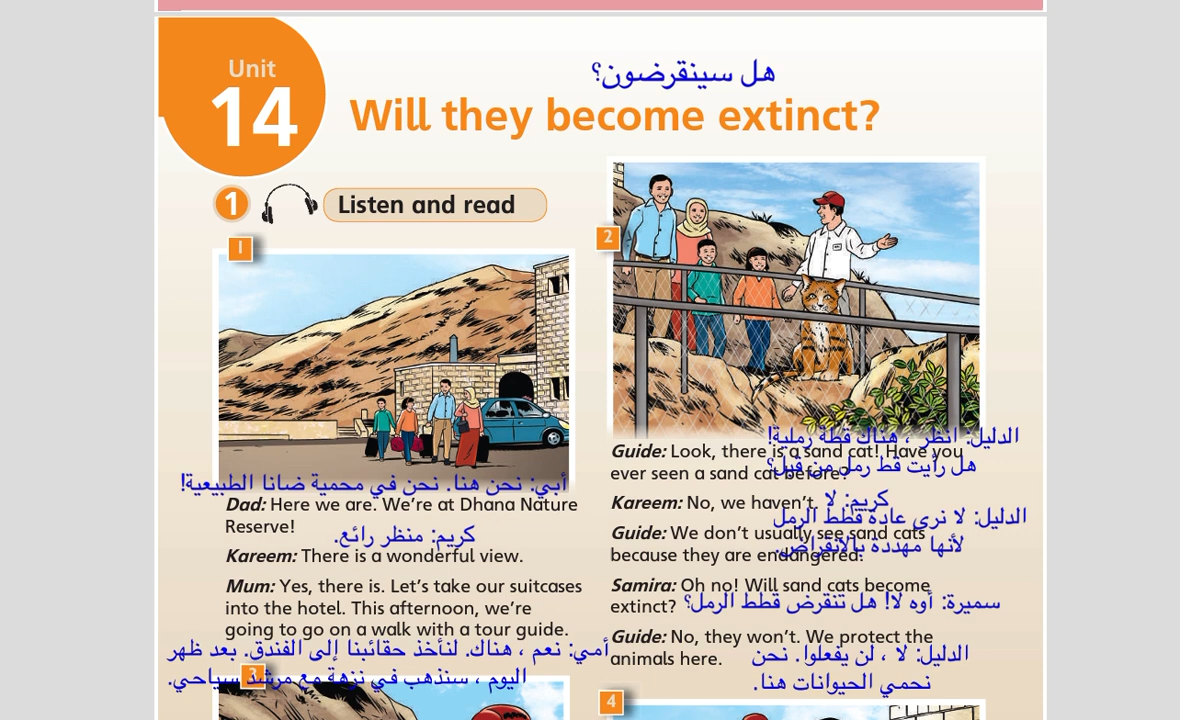 Unit
14
هل سينقرضون؟
Will they become extinct?
1
Listen and read
1
أبي: نحن هنا. نحن في محمية ضانا الطبيعية!
Dad: Here we are. We’re at Dhana Nature
Reserve!
كريم: منظر رائع.
Kareem: There is a wonderful view.
Mum: Yes, there is. Let’s take our suitcases
into the hotel. This afternoon, we’re
going to go on a walk with a tour guide.
أمي: نعم ، هناك. لنأخذ حقائبنا إلى الفندق. بعد ظهر
اليوم ، سنذهب في نزهة مع مرشد سياحي.
3
2
الدليل: انظر ، هناك قطة رملية!
Guide: Look, there is a sand cat! Have you
هل رأيت قط رمل من قبل؟
ever seen a sand cat before?
Kareem: No, we haven’t.
كريم: لا
الدليل: لا نرى عادة قطط الرمل
Guide: We don’t usually see sand cats
لأنها مهددة بالانقراض.
because they are endangered.
Samira: Oh no! Will sand cats become
extinct?
سميرة: أوه لا! هل تنقرض قطط الرمل؟
Guide: No, they won’t. We protect the
animals here.
الدليل: لا ، لن يفعلوا. نحن
نحمي الحيوانات هنا.
4